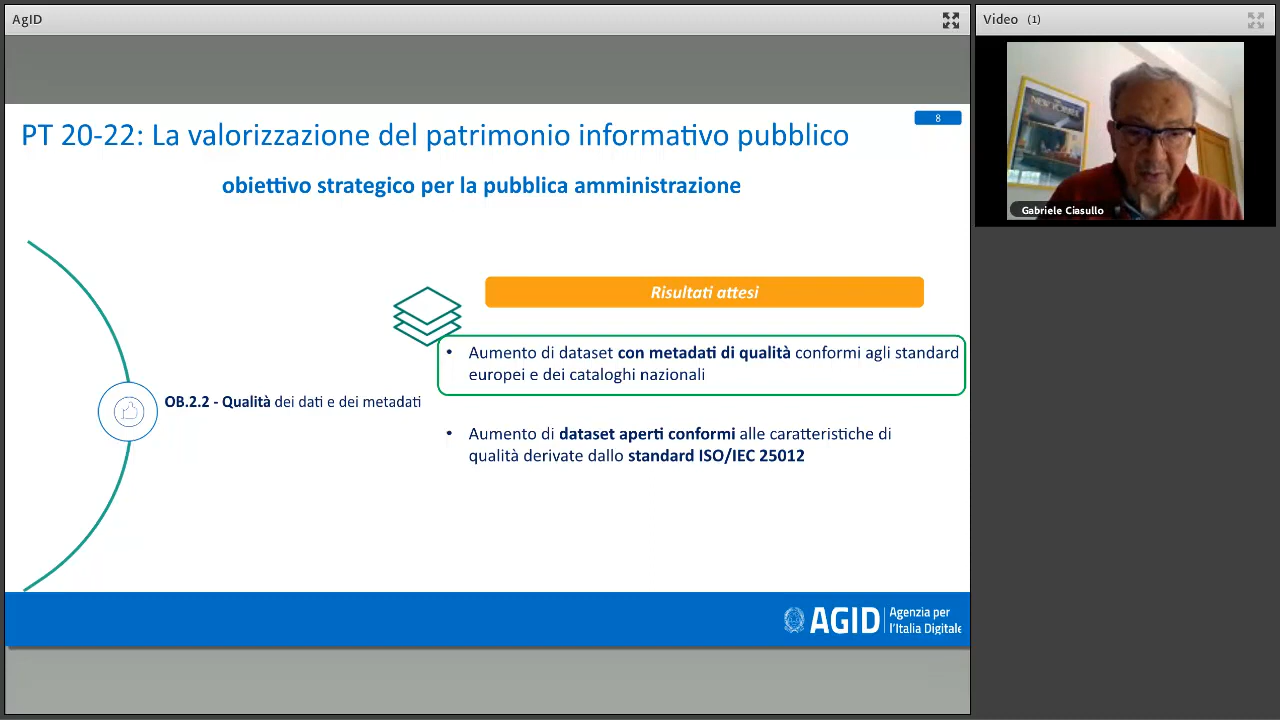 AgID
Video (1)
NEW YORKER
Gabriele Ciasullo
8
PT 20-22: La valorizzazione del patrimonio informativo pubblico
obiettivo strategico per la pubblica amministrazione
Risultati attesi
• Aumento di dataset con metadati di qualità conformi agli standard
europei e dei cataloghi nazionali
OB.2.2 - Qualità dei dati e dei metadati
• Aumento di dataset aperti conformi alle caratteristiche di
qualità derivate dallo standard ISO/IEC 25012
AGID
Agenzia per
l'Italia Digitale